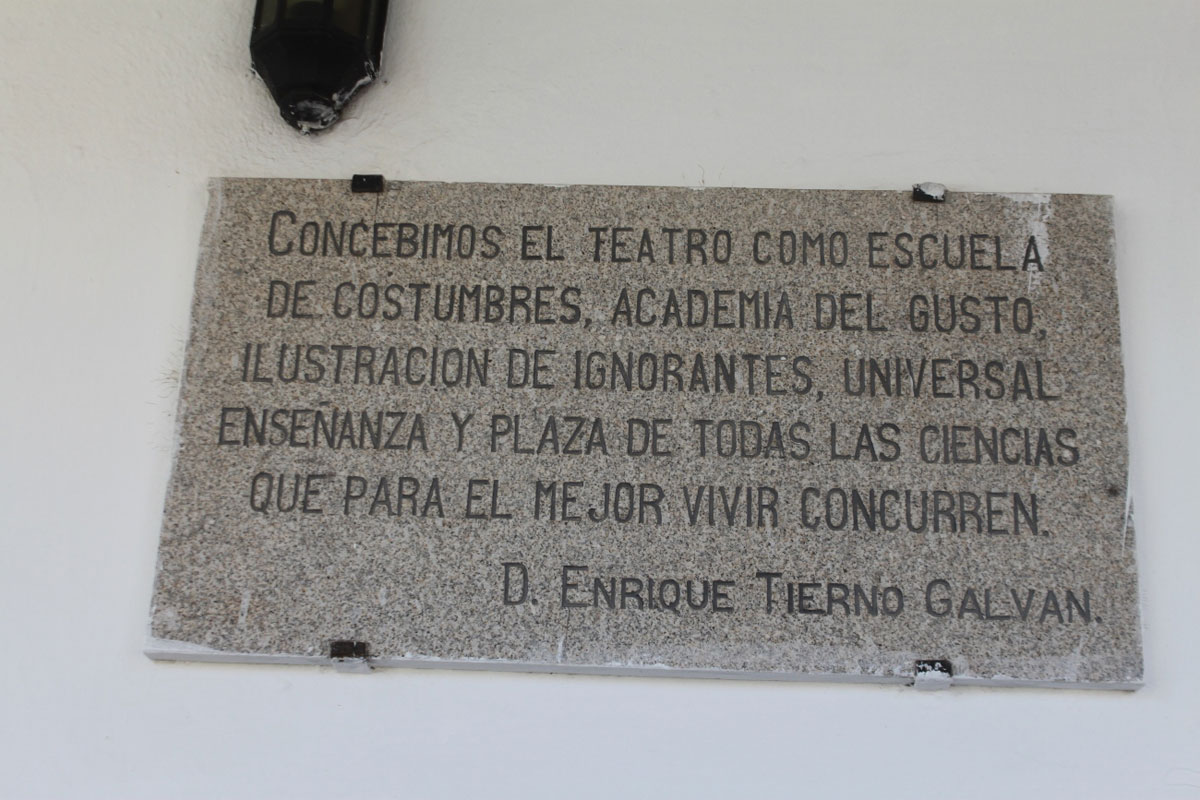 CONCEBIMOS EL TEATRO COMO ESCUELA
DE COSTUMBRES, ACADEMIA DEL GUSTO,
ILUSTRACION DE IGNORANTES, UNIVERSAL
ENSEÑANZA Y PLAZA DE TODAS LAS CIENCIAS
QUE PARA EL MEJOR VIVIR CONCURREN.
D. ENRIQUE TIERNO GALVAN.